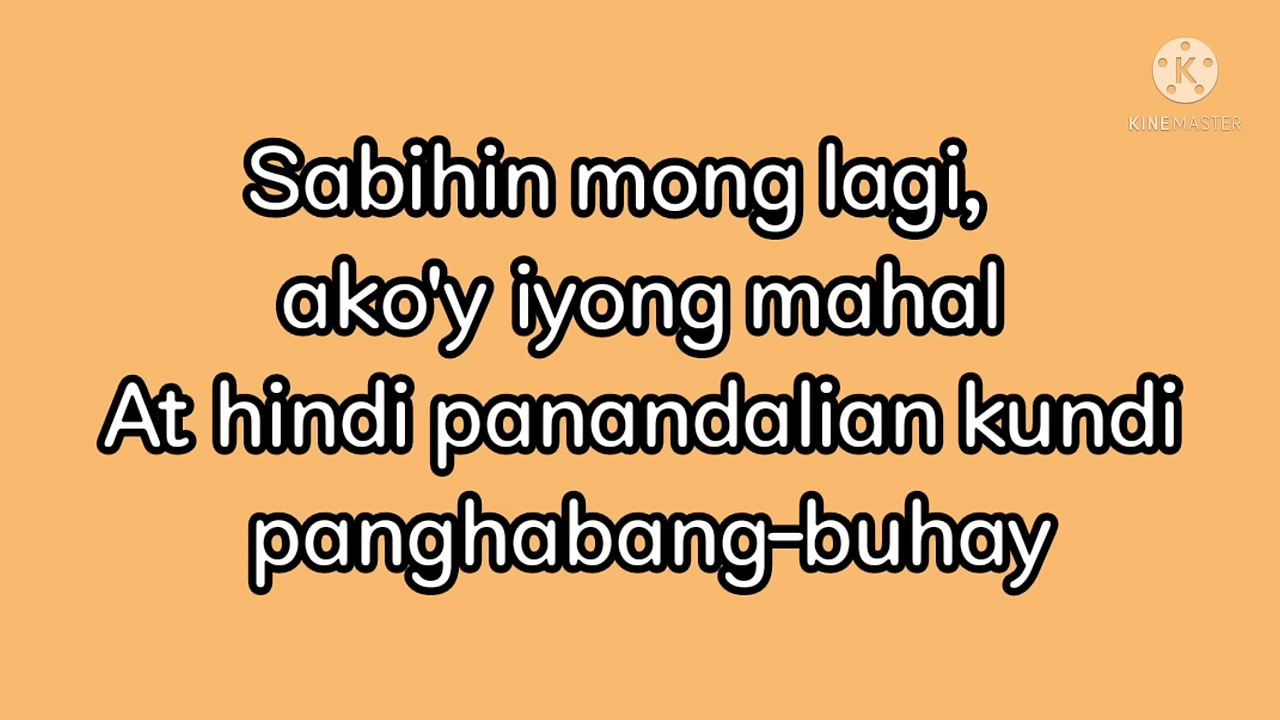 KINEMASTER
Sabihin mong lagi,
ako'y iyong mahal
At hindi panandalian kundi
panghabang-buhay